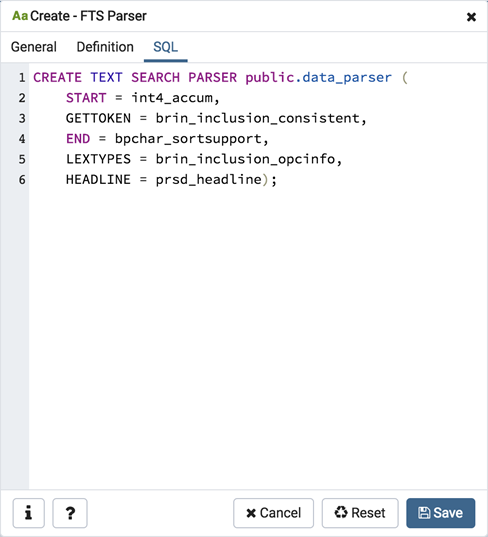 Aa Create - FTS Parser
General Definition SQL
1 CREATE TEXT SEARCH PARSER public.data_parser (
2 START = int4_accum,
3 GETTOKEN = brin_inclusion_consistent,
4 END = bpchar_sortsupport,
5 LEXTYPES = brin_inclusion_opcinfo,
6 HEADLINE = prsd_headline);
i ? Cancel Reset Save